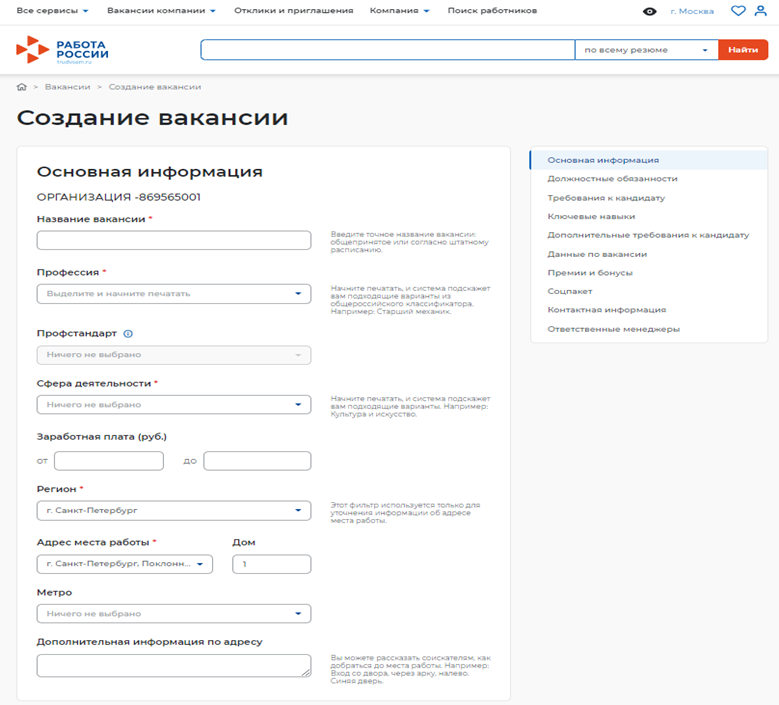 Все сервисы Вакансии компании Отклики и приглашения Компания Поиск работников г. Москва
РАБОТА
РОССИИ
trudvsem.ru
по всему резюме Найти
> Вакансии > Создание вакансии
Создание вакансии
Основная информация
ОРГАНИЗАЦИЯ -869565001
Название вакансии *
Введите точное название вакансии:
общепринятое или согласно штатному
расписанию.
Профессия *
Выделите и начните печатать
Начните печатать, и система подскажет
вам подходящие варианты из
общероссийского классификатора.
Например: Старший механик.
Профстандарт
Ничего не выбрано
Сфера деятельности *
Ничего не выбрано
Начните печатать, и система подскажет
вам подходящие варианты. Например:
Культура и искусство.
Заработная плата (руб.)
от до
Регион *
г. Санкт-Петербург
Этот фильтр используется только для
уточнения информации об адресе
места работы.
Адрес места работы * Дом
г. Санкт-Петербург, Поклонн... 1
Метро
Ничего не выбрано
Дополнительная информация по адресу
Вы можете рассказать соискателям, как
добраться до места работы. Например:
Вход со двора, через арку, налево.
Синяя дверь.
Основная информация
Должностные обязанности
Требования к кандидату
Ключевые навыки
Дополнительные требования к кандидату
Данные по вакансии
Премии и бонусы
Соцпакет
Контактная информация
Ответственные менеджеры